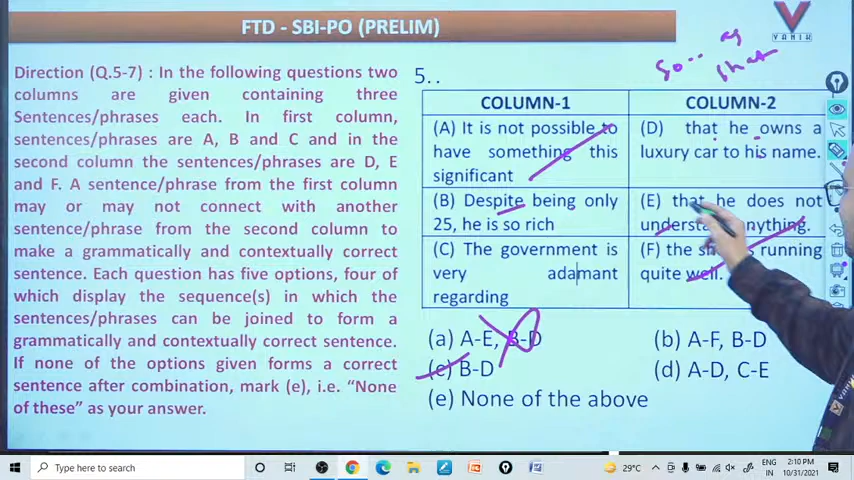 FTD - SBI-PO (PRELIM)
VANIK
so.. as
that
Direction (Q.5-7) : In the following questions two
columns are given containing three
Sentences/phrases each. In first column,
sentences/phrases are A, B and C and in the
second column the sentences/phrases are D, E
and F. A sentence/phrase from the first column
may or may not connect with another
sentence/phrase from the second column to
make a grammatically and contextually correct
sentence. Each question has five options, four of
which display the sequence(s) in which the
sentences/phrases can be joined to form a
grammatically and contextually correct sentence.
If none of the options given forms a correct
sentence after combination, mark (e), i.e. “None
of these” as your answer.
5. .
COLUMN-1
COLUMN-2
(A) It is not possible to
have something this
significant
(D) that he owns a
luxury car to his name.
(B) Despite being only
25, he is so rich
(E) that he does not
understand anything.
(C) The government is
very adamant
regarding
(F) the is running
quite well.
(a) A-E, B-D
(b) A-F, B-D
(c) B-D
(d) A-D, C-E
(e) None of the above
Type here to search
29°C
ENG
IN
2:10 PM
10/31/2021